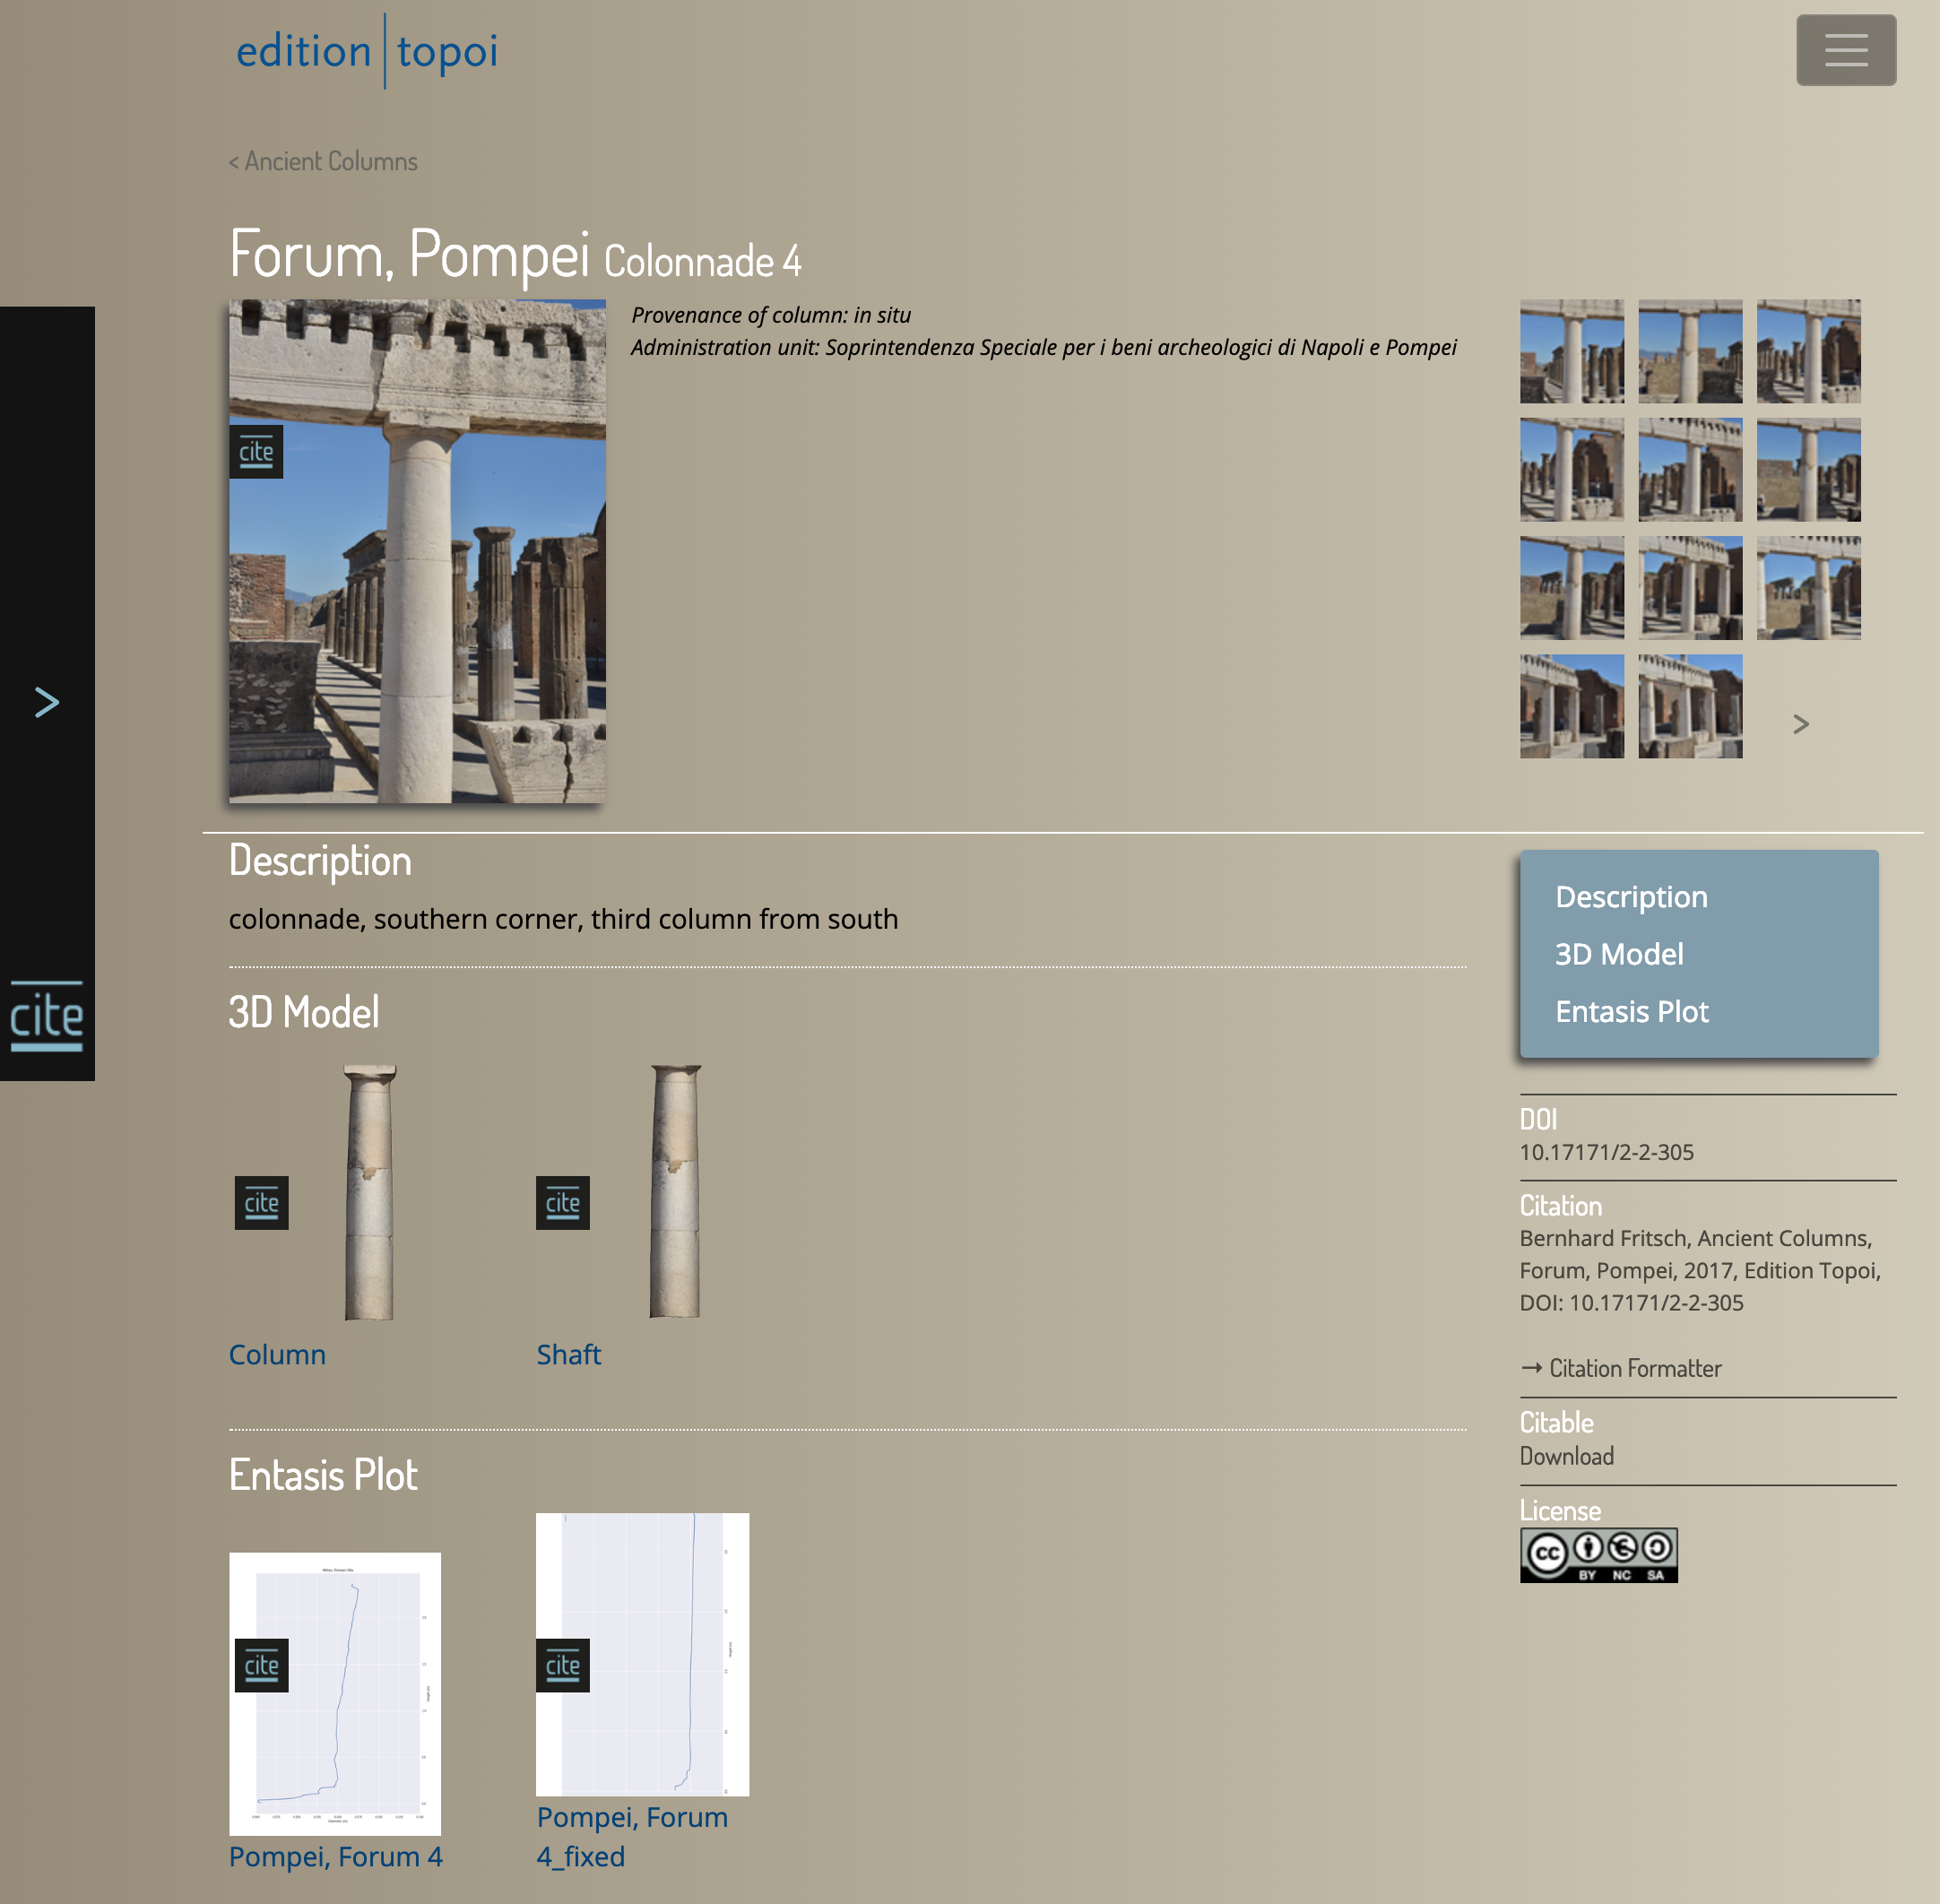 edition topoi
< Ancient Columns
Forum, Pompei Colonnade 4
cite
Provenance of column: in situ
Administration unit: Soprintendenza Speciale per i beni archeologici di Napoli e Pompei
>
>
cite
Description
colonnade, southern corner, third column from south
3D Model
cite
cite
Column
Shaft
Entasis Plot
cite
cite
Pompei, Forum 4
Pompei, Forum
4_fixed
Description
3D Model
Entasis Plot
DOI
10.17171/2-2-305
Citation
Bernhard Fritsch, Ancient Columns,
Forum, Pompei, 2017, Edition Topoi,
DOI: 10.17171/2-2-305
→ Citation Formatter
Citable
Download
License
cc BY NC SA